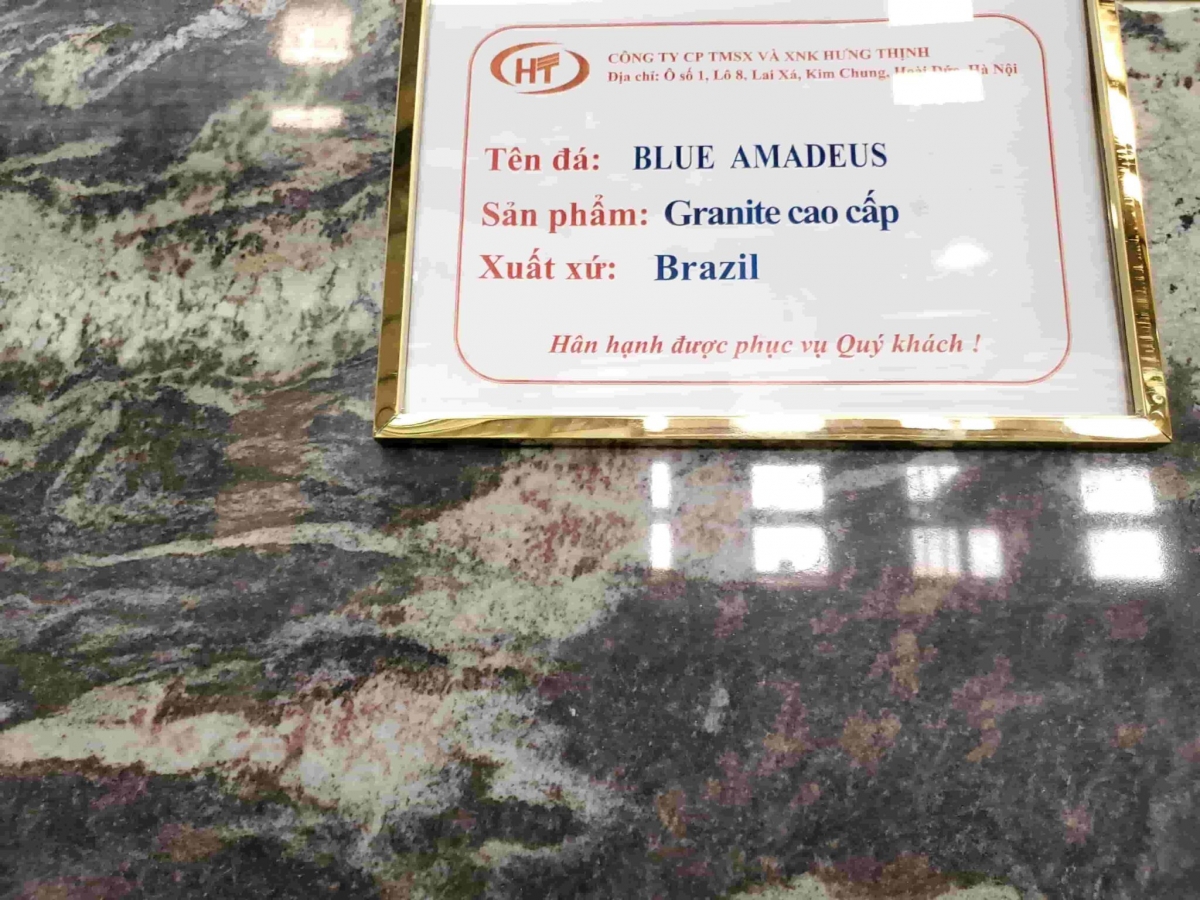 HT
CÔNG TY CP TMSX VÀ XNK HƯNG THỊNH
Địa chỉ: Ô số 1, Lô 8, Lai Xá, Kim Chung, Hoài Đức, Hà Nội
Tên đá: BLUE AMADEUS
Sản phẩm: Granite cao cấp
Xuất xứ: Brazil
Hân hạnh được phục vụ Quý khách !